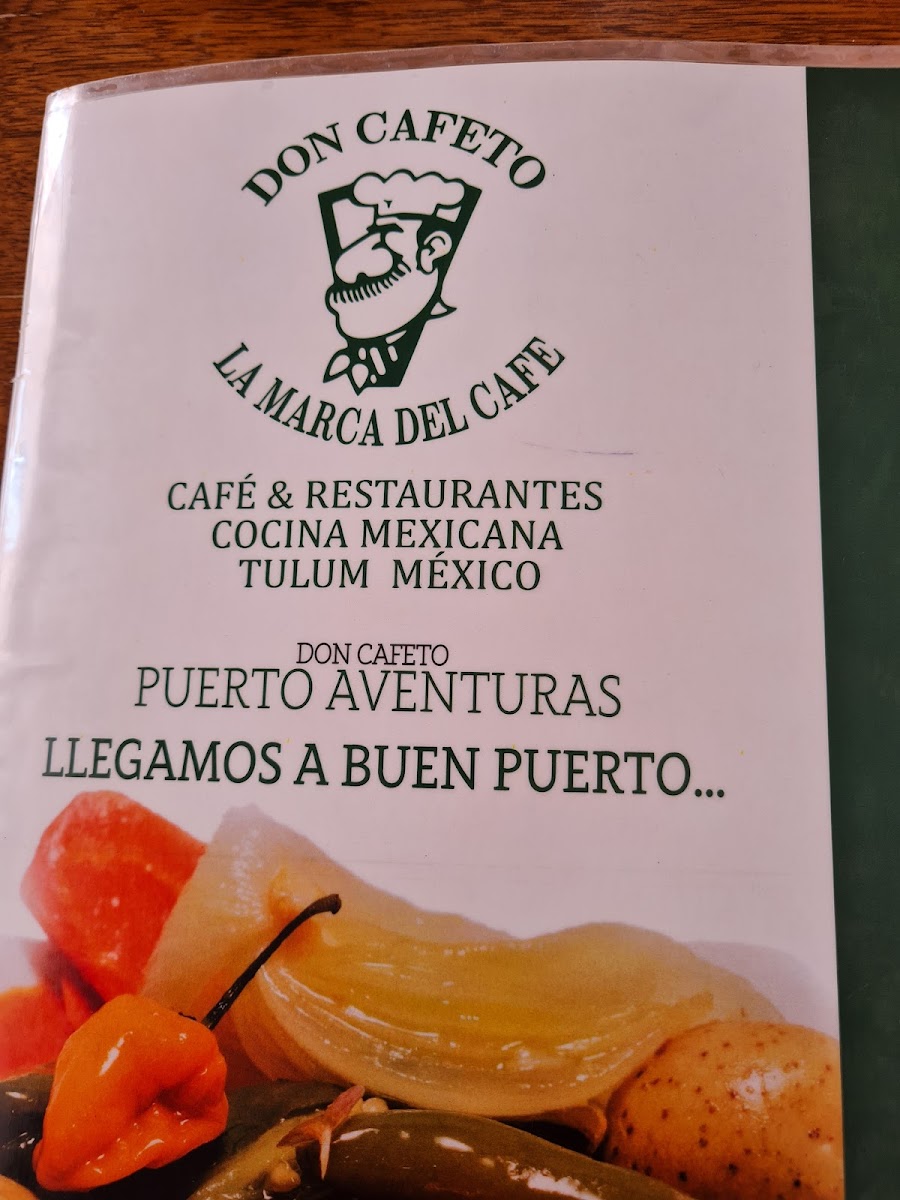 DON CAFETO
LA MARCA DEL CAFE
CAFÉ & RESTAURANTES
COCINA MEXICANA
TULUM MÉXICO
DON CAFETO
PUERTO AVENTURAS
LLEGAMOS A BUEN PUERTO...